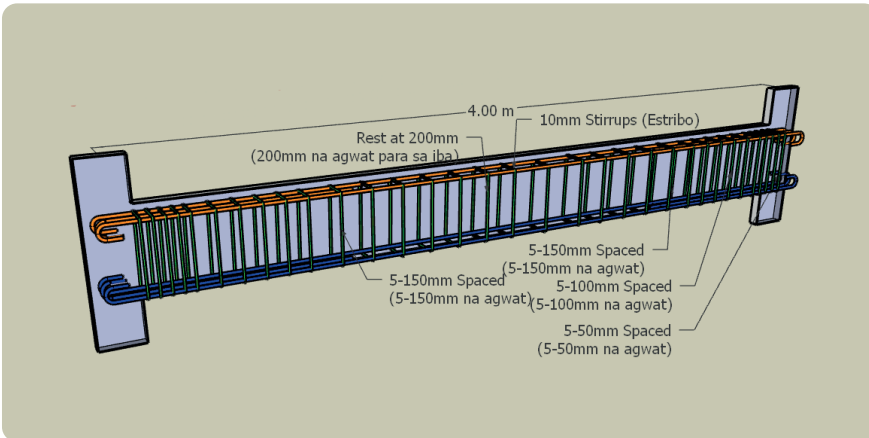 4.00 m
10mm Stirrups (Estribo)
Rest at 200mm
(200mm na agwat para sa iba)
5-150mm Spaced
(5-150mm na agwat)
5-150mm Spaced
(5-150mm na agwat)
5-100mm Spaced
(5-100mm na agwat)
5-50mm Spaced
(5-50mm na agwat)